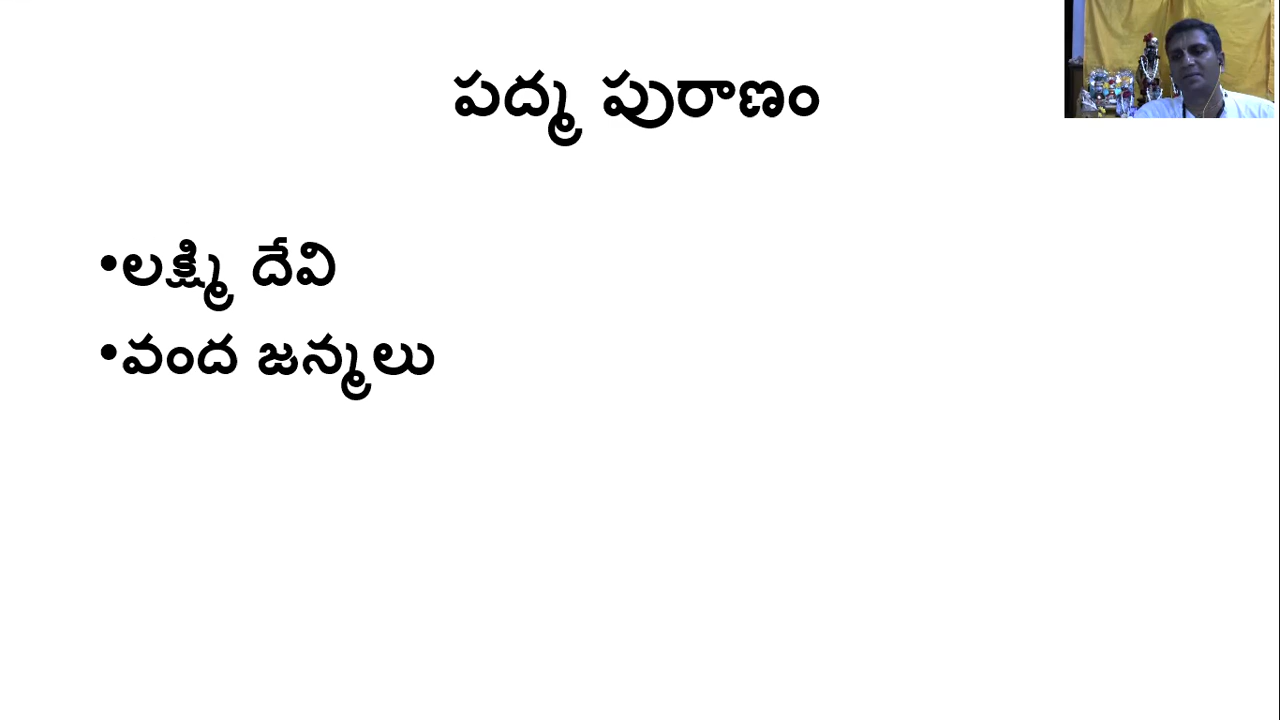 పద్మ పురాణం
•లక్ష్మి దేవి
•వంద జన్మలు